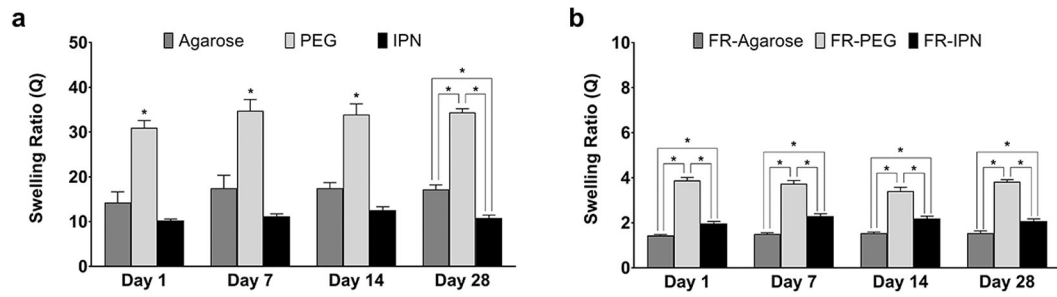 a
Agarose PEG IPN
Swelling Ratio (Q)
50
40
30
20
10
0
* * * * * * *
Day 1 Day 7 Day 14 Day 28
b
FR-Agarose FR-PEG FR-IPN
Swelling Ratio (Q)
10
8
6
4
2
0
* * * * * * * * * * * *
Day 1 Day 7 Day 14 Day 28